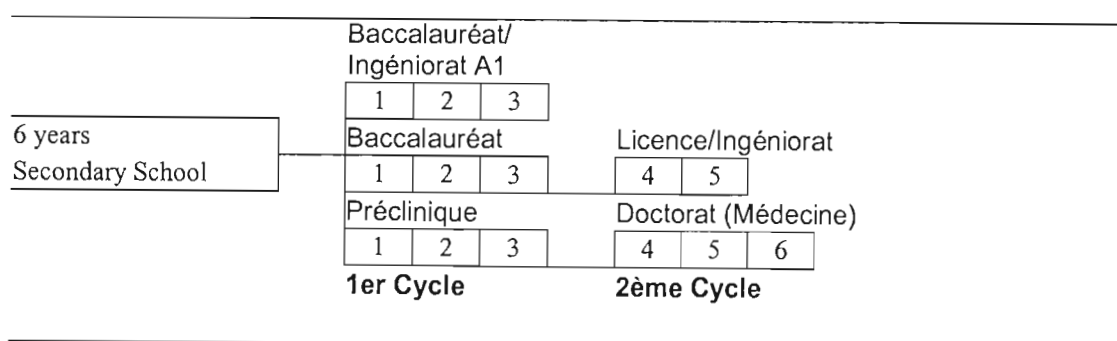 Baccalauréat/
Ingéniorat A1
1 2 3
6 years
Secondary School
Baccalauréat
1 2 3
Licence/Ingéniorat
4 5
Préclinique
1 2 3
Doctorat (Médecine)
4 5 6
1er Cycle
2ème Cycle